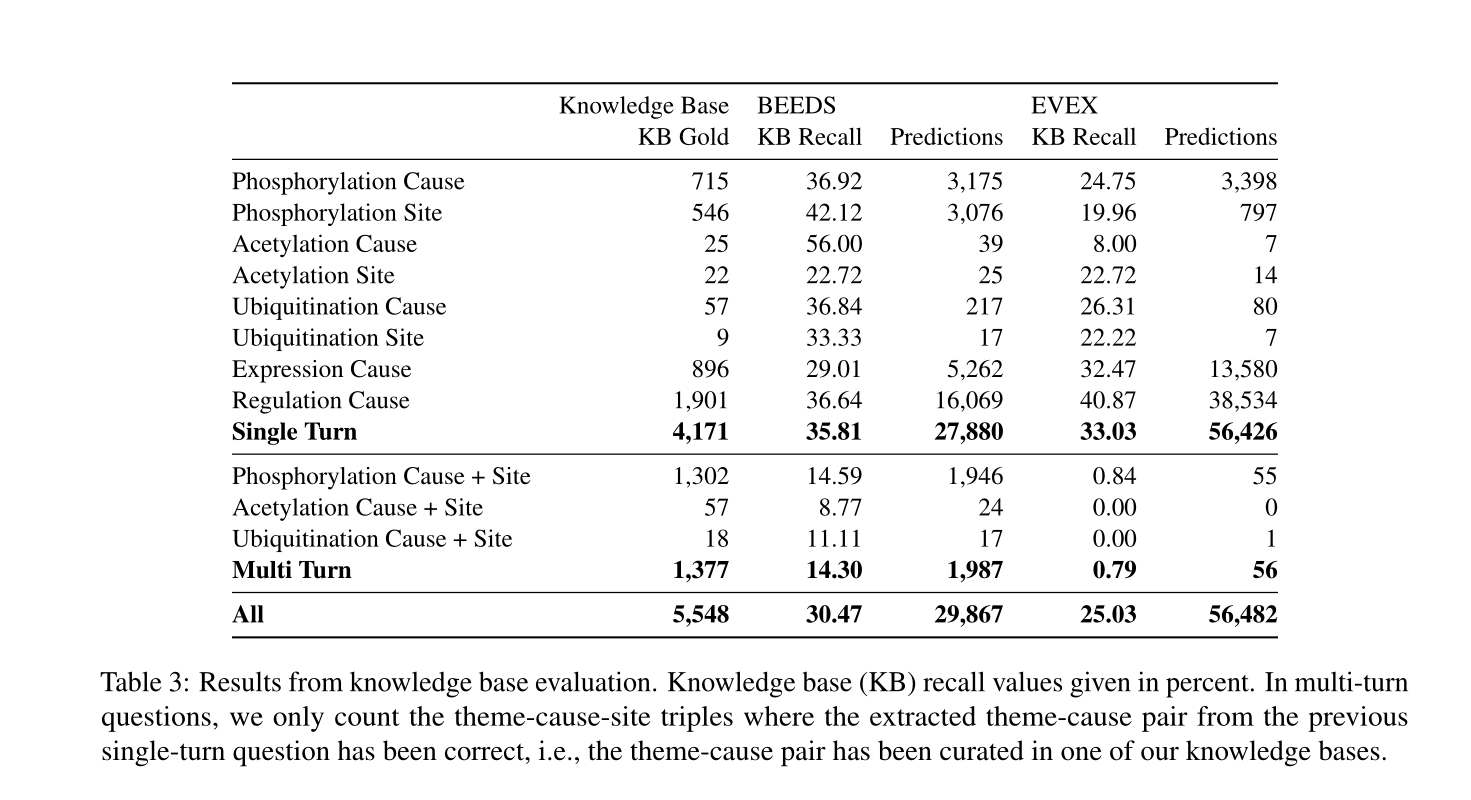 Knowledge Base BEEDS EVEX
KB Gold KB Recall Predictions KB Recall Predictions
Phosphorylation Cause 715 36.92 3,175 24.75 3,398
Phosphorylation Site 546 42.12 3,076 19.96 797
Acetylation Cause 25 56.00 39 8.00 7
Acetylation Site 22 22.72 25 22.72 14
Ubiquitination Cause 57 36.84 217 26.31 80
Ubiquitination Site 9 33.33 17 22.22 7
Expression Cause 896 29.01 5,262 32.47 13,580
Regulation Cause 1,901 36.64 16,069 40.87 38,534
Single Turn 4,171 35.81 27,880 33.03 56,426
Phosphorylation Cause + Site 1,302 14.59 1,946 0.84 55
Acetylation Cause + Site 57 8.77 24 0.00 0
Ubiquitination Cause + Site 18 11.11 17 0.00 1
Multi Turn 1,377 14.30 1,987 0.79 56
All 5,548 30.47 29,867 25.03 56,482
Table 3: Results from knowledge base evaluation. Knowledge base (KB) recall values given in percent. In multi-turn
questions, we only count the theme-cause-site triples where the extracted theme-cause pair from the previous
single-turn question has been correct, i.e., the theme-cause pair has been curated in one of our knowledge bases.